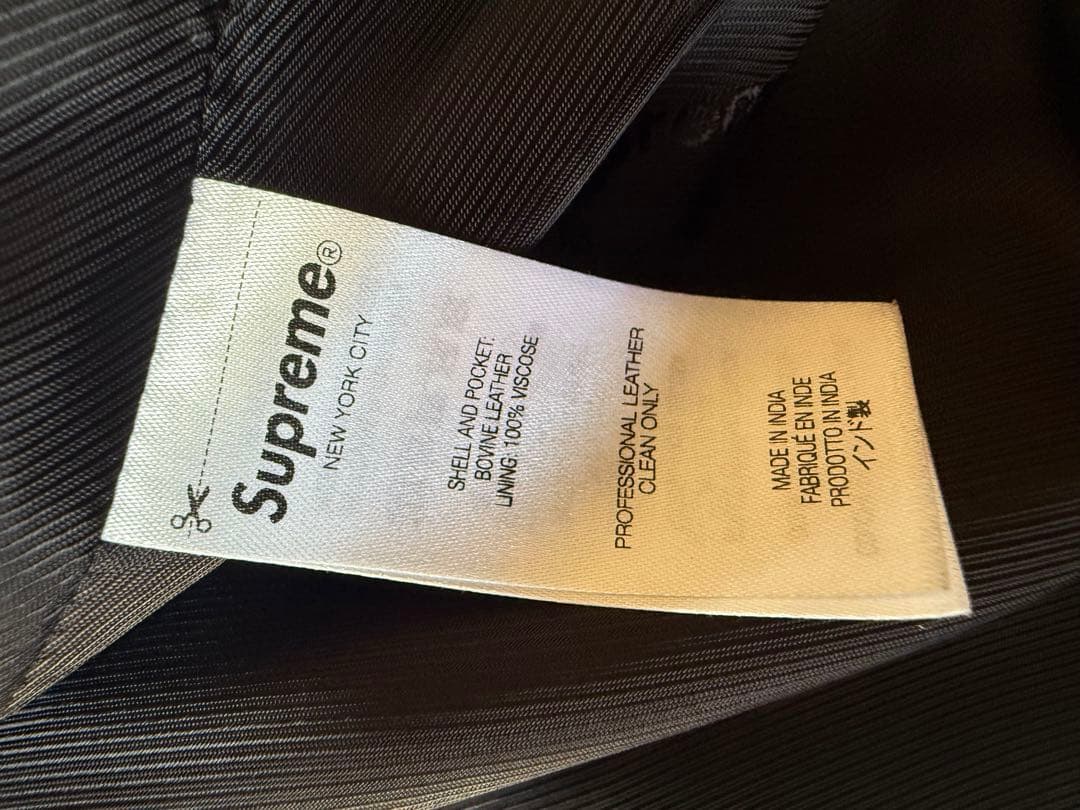 Supreme®
NEW YORK CITY
SHELL AND POCKET:
BOVINE LEATHER
LINING: 100% VISCOSE
PROFESSIONAL LEATHER
CLEAN ONLY
MADE IN INDIA
FABRIQUÉ EN INDE
PRODOTTO IN INDIA
インド製